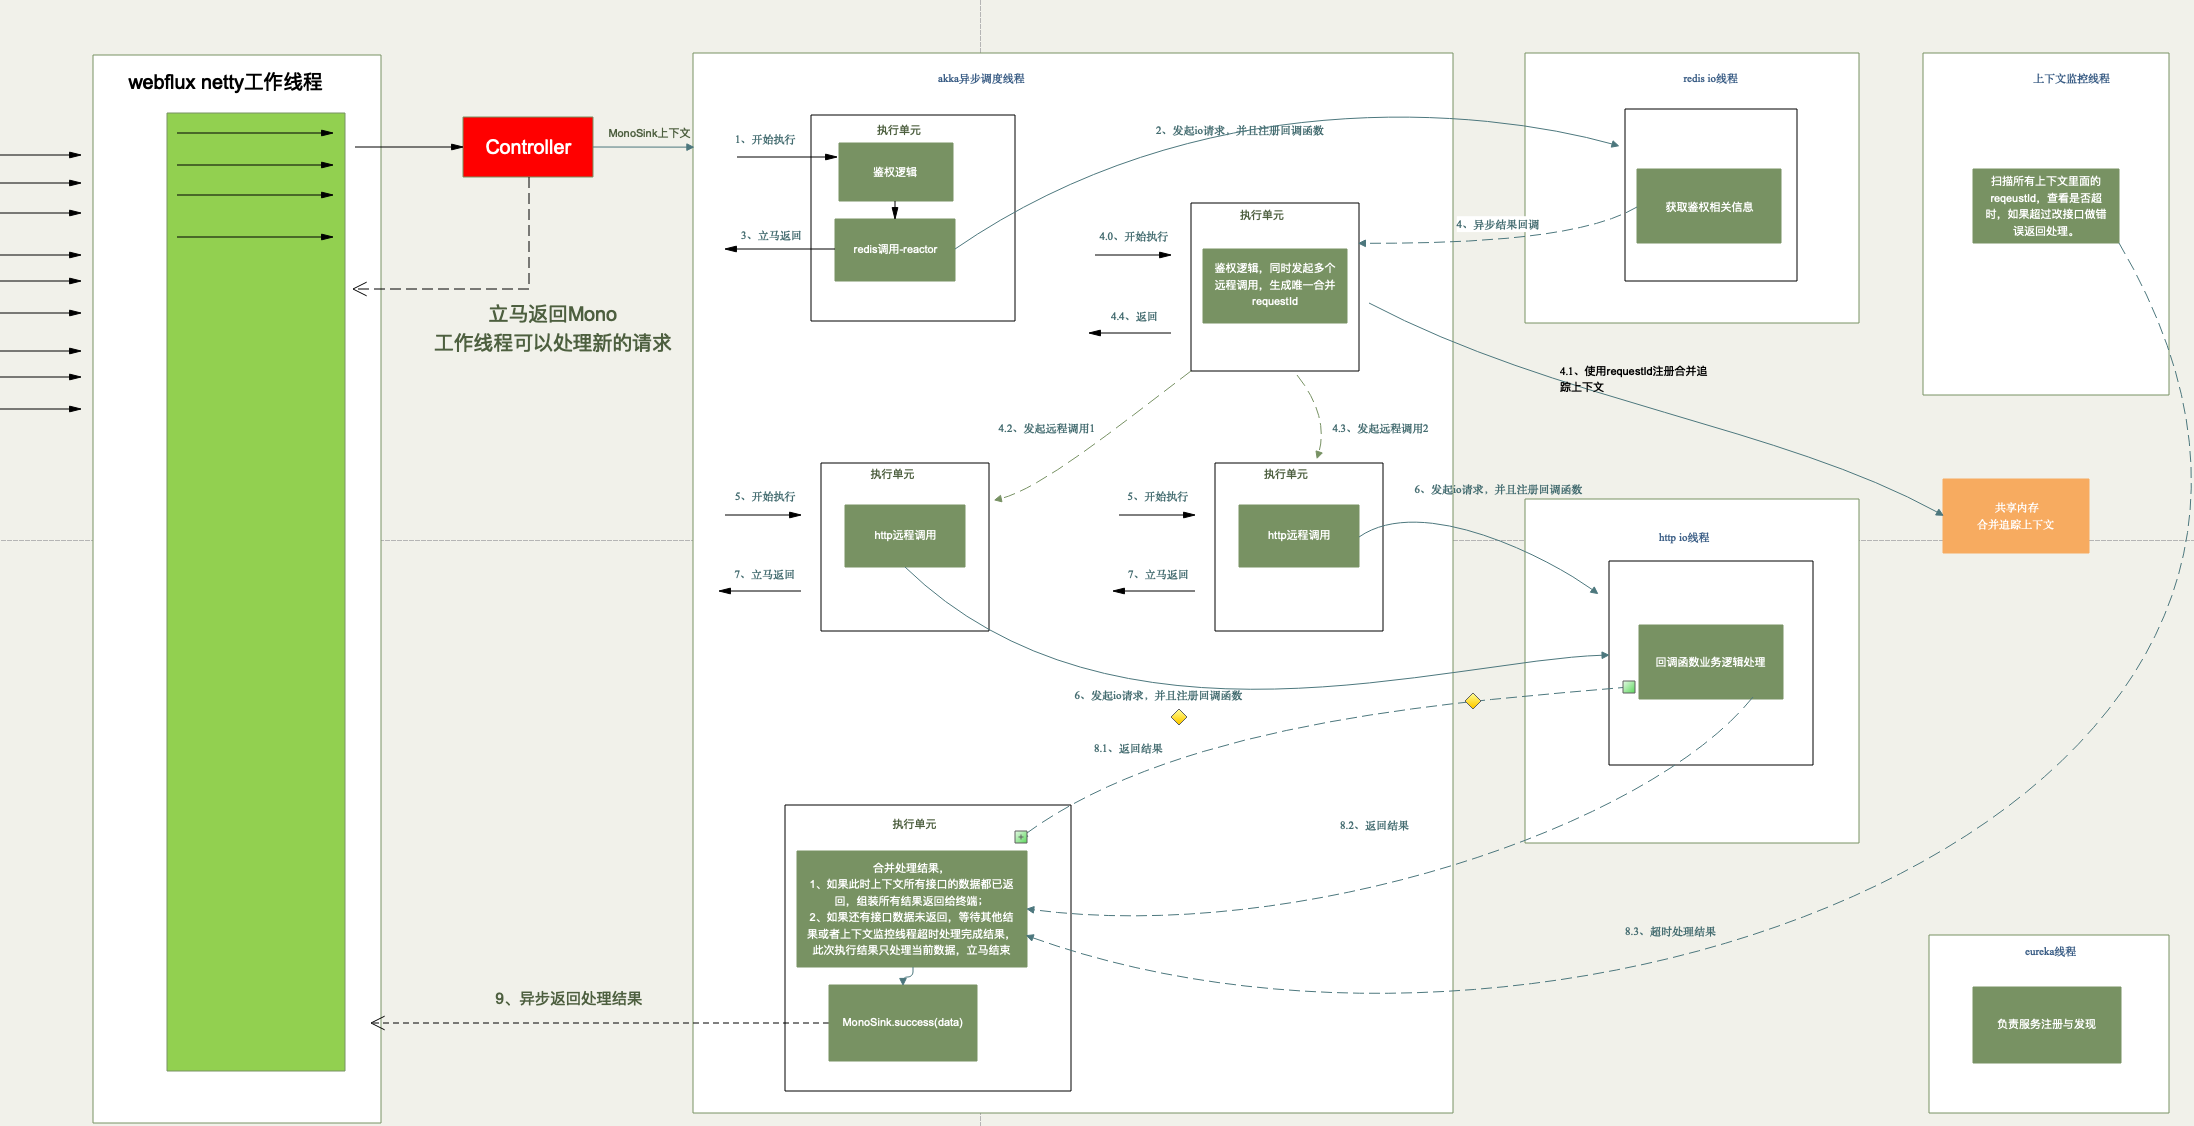 webflux netty工作线程
Controller
MonoSink上下文
立马返回Mono
工作线程可以处理新的请求
akka异步调度线程
1、开始执行
执行单元
鉴权逻辑
redis调用-reactor
3、立马返回
2、发起io请求，并且注册回调函数
redis io线程
获取鉴权相关信息
4、异步结果回调
上下文监控线程
扫描所有上下文里面的
reqeustId，查看是否超
时，如果超过改接口做错
误返回处理。
执行单元
4.0、开始执行
鉴权逻辑，同时发起多个
远程调用，生成唯一合并
requestId
4.4、返回
4.1、使用requestId注册合并追
踪上下文
4.2、发起远程调用1
4.3、发起远程调用2
执行单元
5、开始执行
http远程调用
7、立马返回
执行单元
5、开始执行
http远程调用
7、立马返回
6、发起io请求，并且注册回调函数
共享内存
合并追踪上下文
http io线程
回调函数业务逻辑处理
6、发起io请求，并且注册回调函数
8.1、返回结果
8.2、返回结果
8.3、超时处理结果
执行单元
合并处理结果，
1、如果此时上下文所有接口的数据都已返
回，组装所有结果返回给终端；
2、如果还有接口数据未返回，等待其他结
果或者上下文监控线程超时处理完成结果，
此次执行结果只处理当前数据，立马结束
MonoSink.success(data)
9、异步返回处理结果
eureka线程
负责服务注册与发现